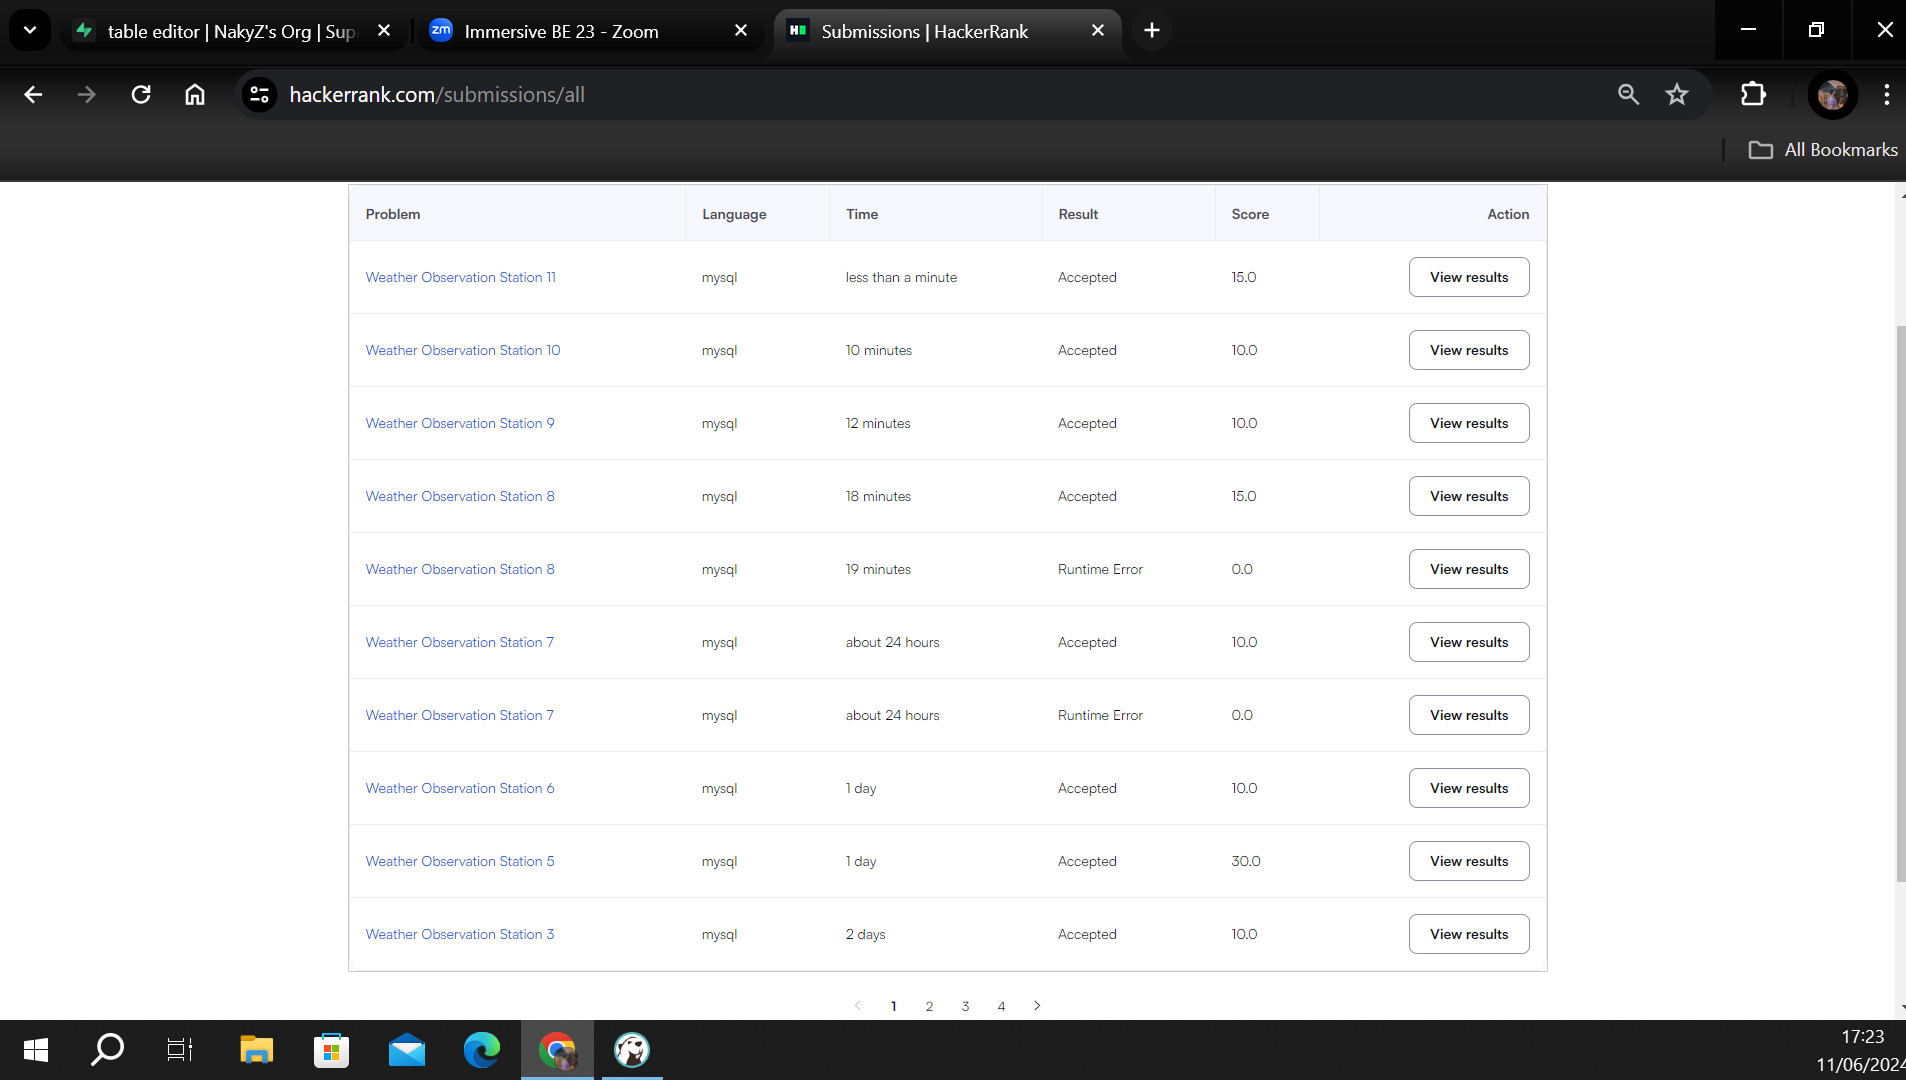 table editor | NakyZ's Org | Sup
zm Immersive BE 23 - Zoom
H Submissions | HackerRank
hackerrank.com/submissions/all
All Bookmarks
Problem Language Time Result Score Action
Weather Observation Station 11 mysql less than a minute Accepted 15.0 View results
Weather Observation Station 10 mysql 10 minutes Accepted 10.0 View results
Weather Observation Station 9 mysql 12 minutes Accepted 10.0 View results
Weather Observation Station 8 mysql 18 minutes Accepted 15.0 View results
Weather Observation Station 8 mysql 19 minutes Runtime Error 0.0 View results
Weather Observation Station 7 mysql about 24 hours Accepted 10.0 View results
Weather Observation Station 7 mysql about 24 hours Runtime Error 0.0 View results
Weather Observation Station 6 mysql 1 day Accepted 10.0 View results
Weather Observation Station 5 mysql 1 day Accepted 30.0 View results
Weather Observation Station 3 mysql 2 days Accepted 10.0 View results
1 2 3 4
17:23
11/06/2024